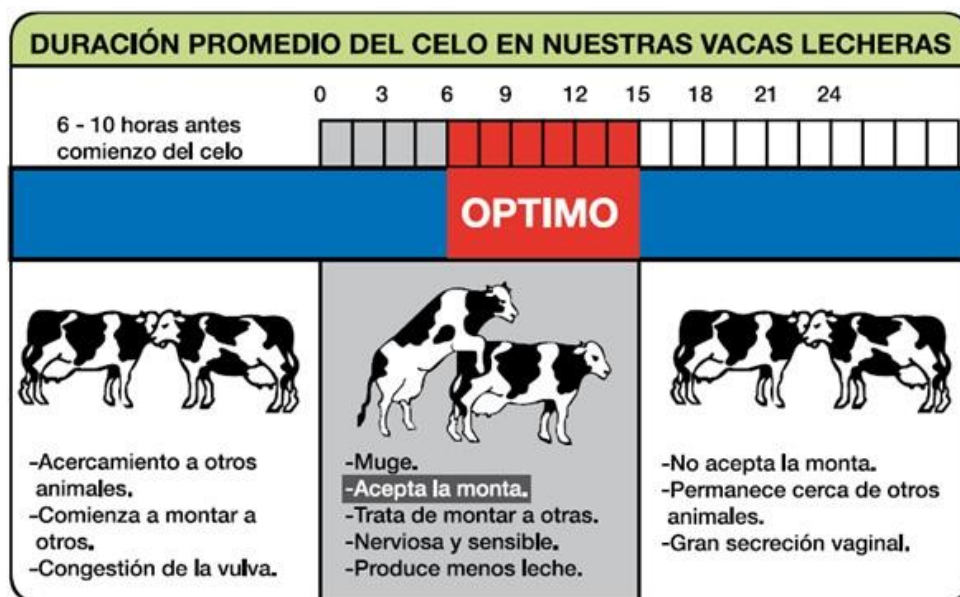 DURACIÓN PROMEDIO DEL CELO EN NUESTRAS VACAS LECHERAS
0 3 6 9 12 15 18 21 24
6 - 10 horas antes
comienzo del celo
OPTIMO
-Acercamiento a otros
animales.
-Comienza a montar a
otros.
-Congestión de la vulva.
-Muge.
-Acepta la monta.
-Trata de montar a otras.
-Nerviosa y sensible.
-Produce menos leche.
-No acepta la monta.
-Permanece cerca de otros
animales.
-Gran secreción vaginal.